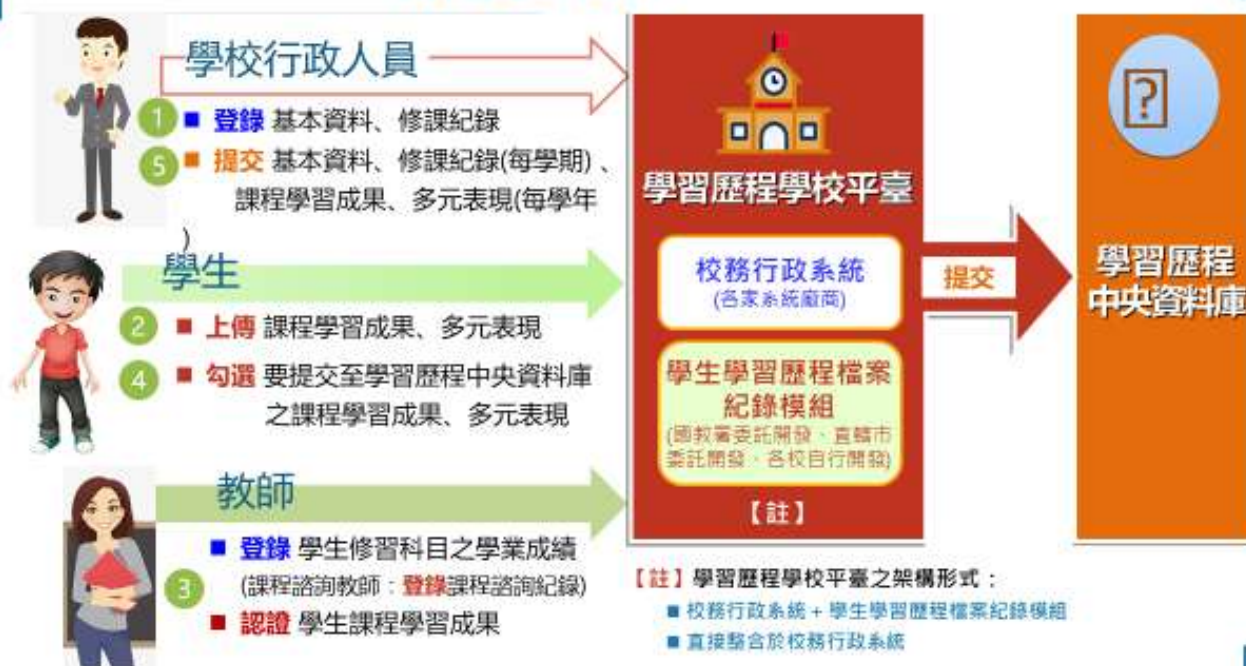 學校行政人員
1 ■ 登錄 基本資料、修課紀錄
5 ■ 提交 基本資料、修課紀錄(每學期)、
課程學習成果、多元表現(每學年
)
學生
2 ■ 上傳 課程學習成果、多元表現
4 ■ 勾選 要提交至學習歷程中央資料庫
之課程學習成果、多元表現
教師
■ 登錄 學生修習科目之學業成績
3 (課程諮詢教師：登錄課程諮詢紀錄)
■ 認證 學生課程學習成果
學習歷程學校平臺
校務行政系統
(各家系統廠商)
學生學習歷程檔案
紀錄模組
(國教署委託開發、直轄市
委託開發、各校自行開發)
【註】
提交
?
學習歷程
中央資料庫
【註】學習歷程學校平臺之架構形式：
■ 校務行政系統 + 學生學習歷程檔案紀錄模組
■ 直接整合於校務行政系統